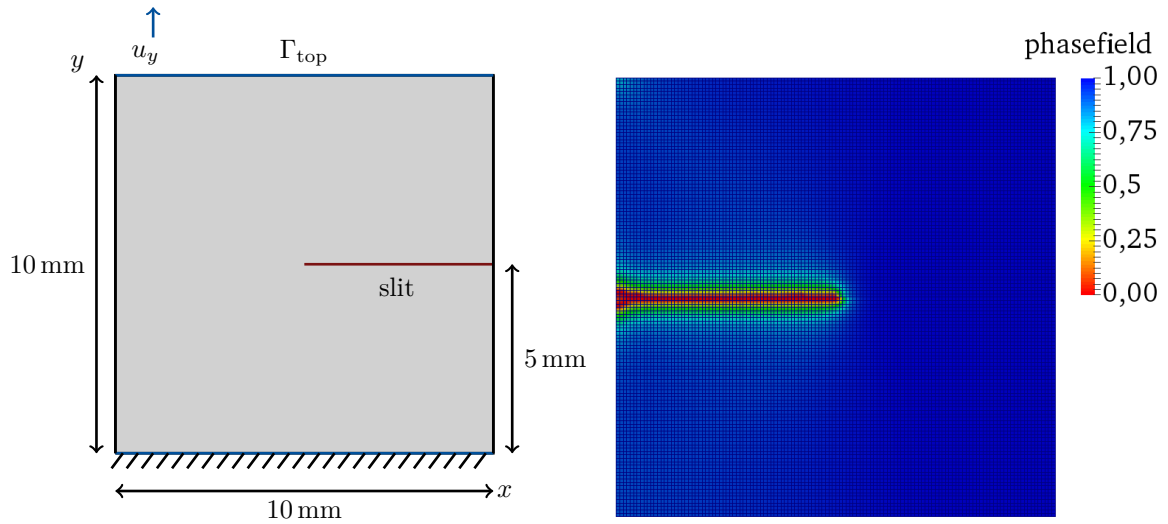 u_y
Γ_top
y
10 mm
slit
5 mm
x
10 mm
phasefield
1,00
0,75
0,5
0,25
0,00